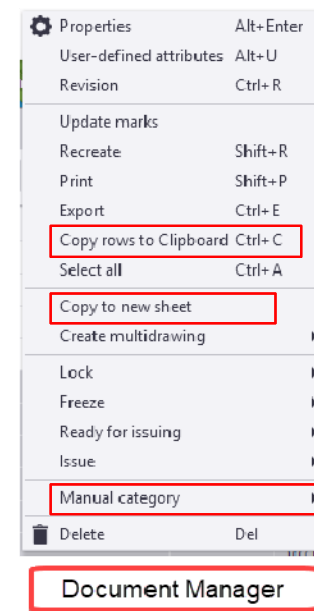 Properties Alt+Enter
User-defined attributes Alt+U
Revision Ctrl+R
Update marks
Recreate Shift+R
Print Shift+P
Export Ctrl+E
Copy rows to Clipboard Ctrl+C
Select all Ctrl+A
Copy to new sheet
Create multidrawing
Lock
Freeze
Ready for issuing
Issue
Manual category
Delete Del
Document Manager